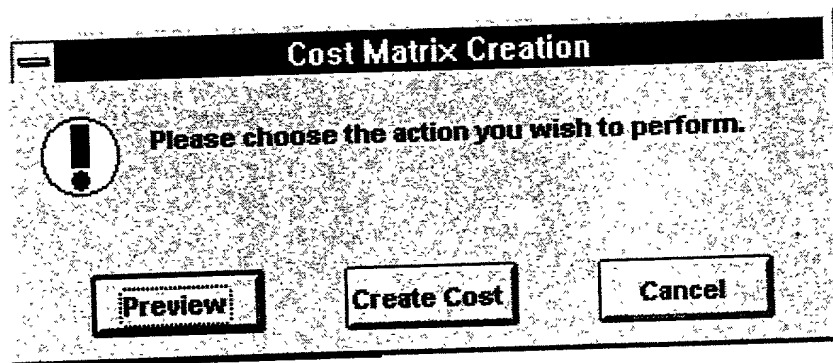 Cost Matrix Creation
Please choose the action you wish to perform.
Preview
Create Cost
Cancel